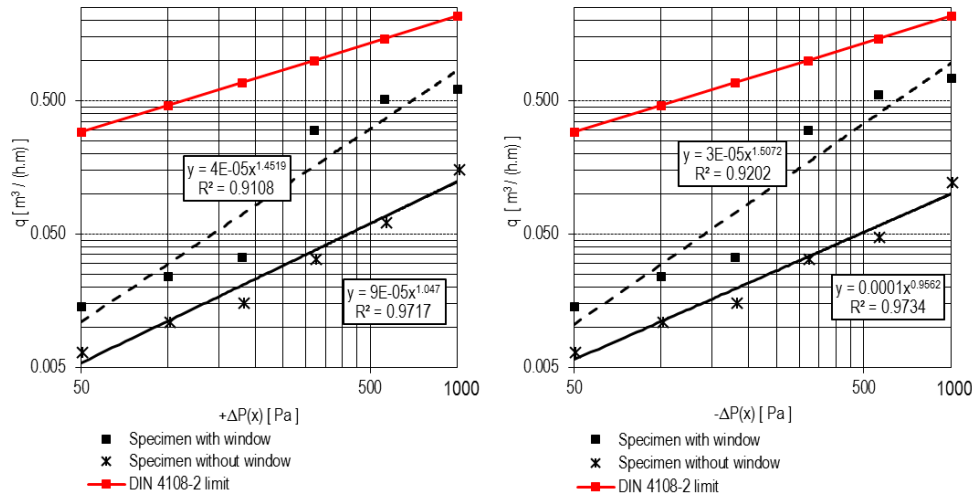 q [ m³ / (h.m) ]
0.500
0.050
0.005
y = 4E-05x^1.4519
R² = 0.9108
y = 9E-05x^1.047
R² = 0.9717
50
500
1000
+ΔP(x) [ Pa ]
Specimen with window
Specimen without window
DIN 4108-2 limit
q [ m³ / (h.m) ]
0.500
0.050
0.005
y = 3E-05x^1.5072
R² = 0.9202
y = 0.0001x^0.9562
R² = 0.9734
50
500
1000
-ΔP(x) [ Pa ]
Specimen with window
Specimen without window
DIN 4108-2 limit